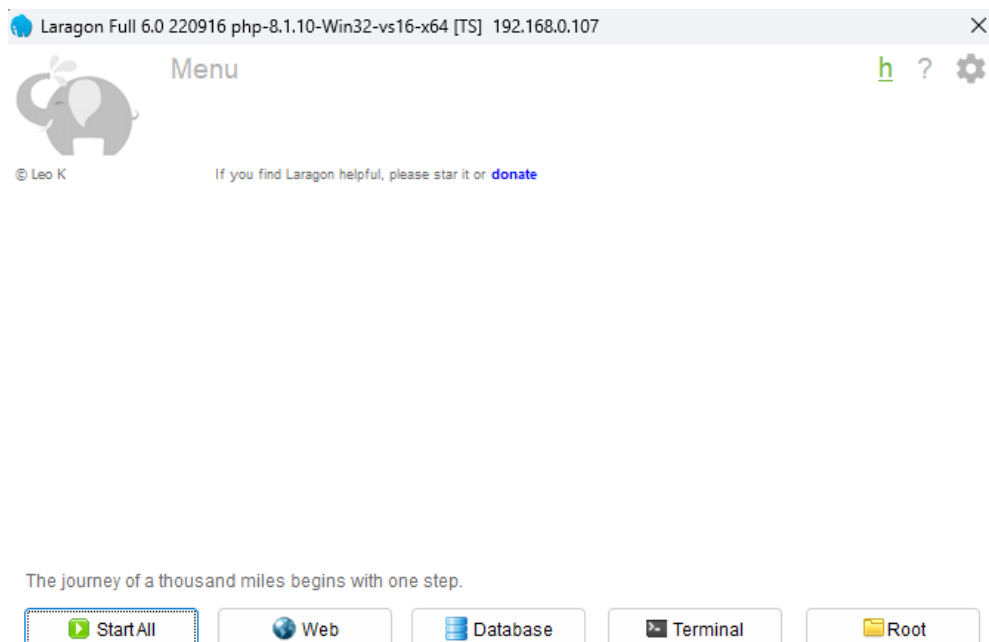 Laragon Full 6.0 220916 php-8.1.10-Win32-vs16-x64 [TS] 192.168.0.107
Menu
h ?
© Leo K
If you find Laragon helpful, please star it or donate
The journey of a thousand miles begins with one step.
Start All
Web
Database
Terminal
Root